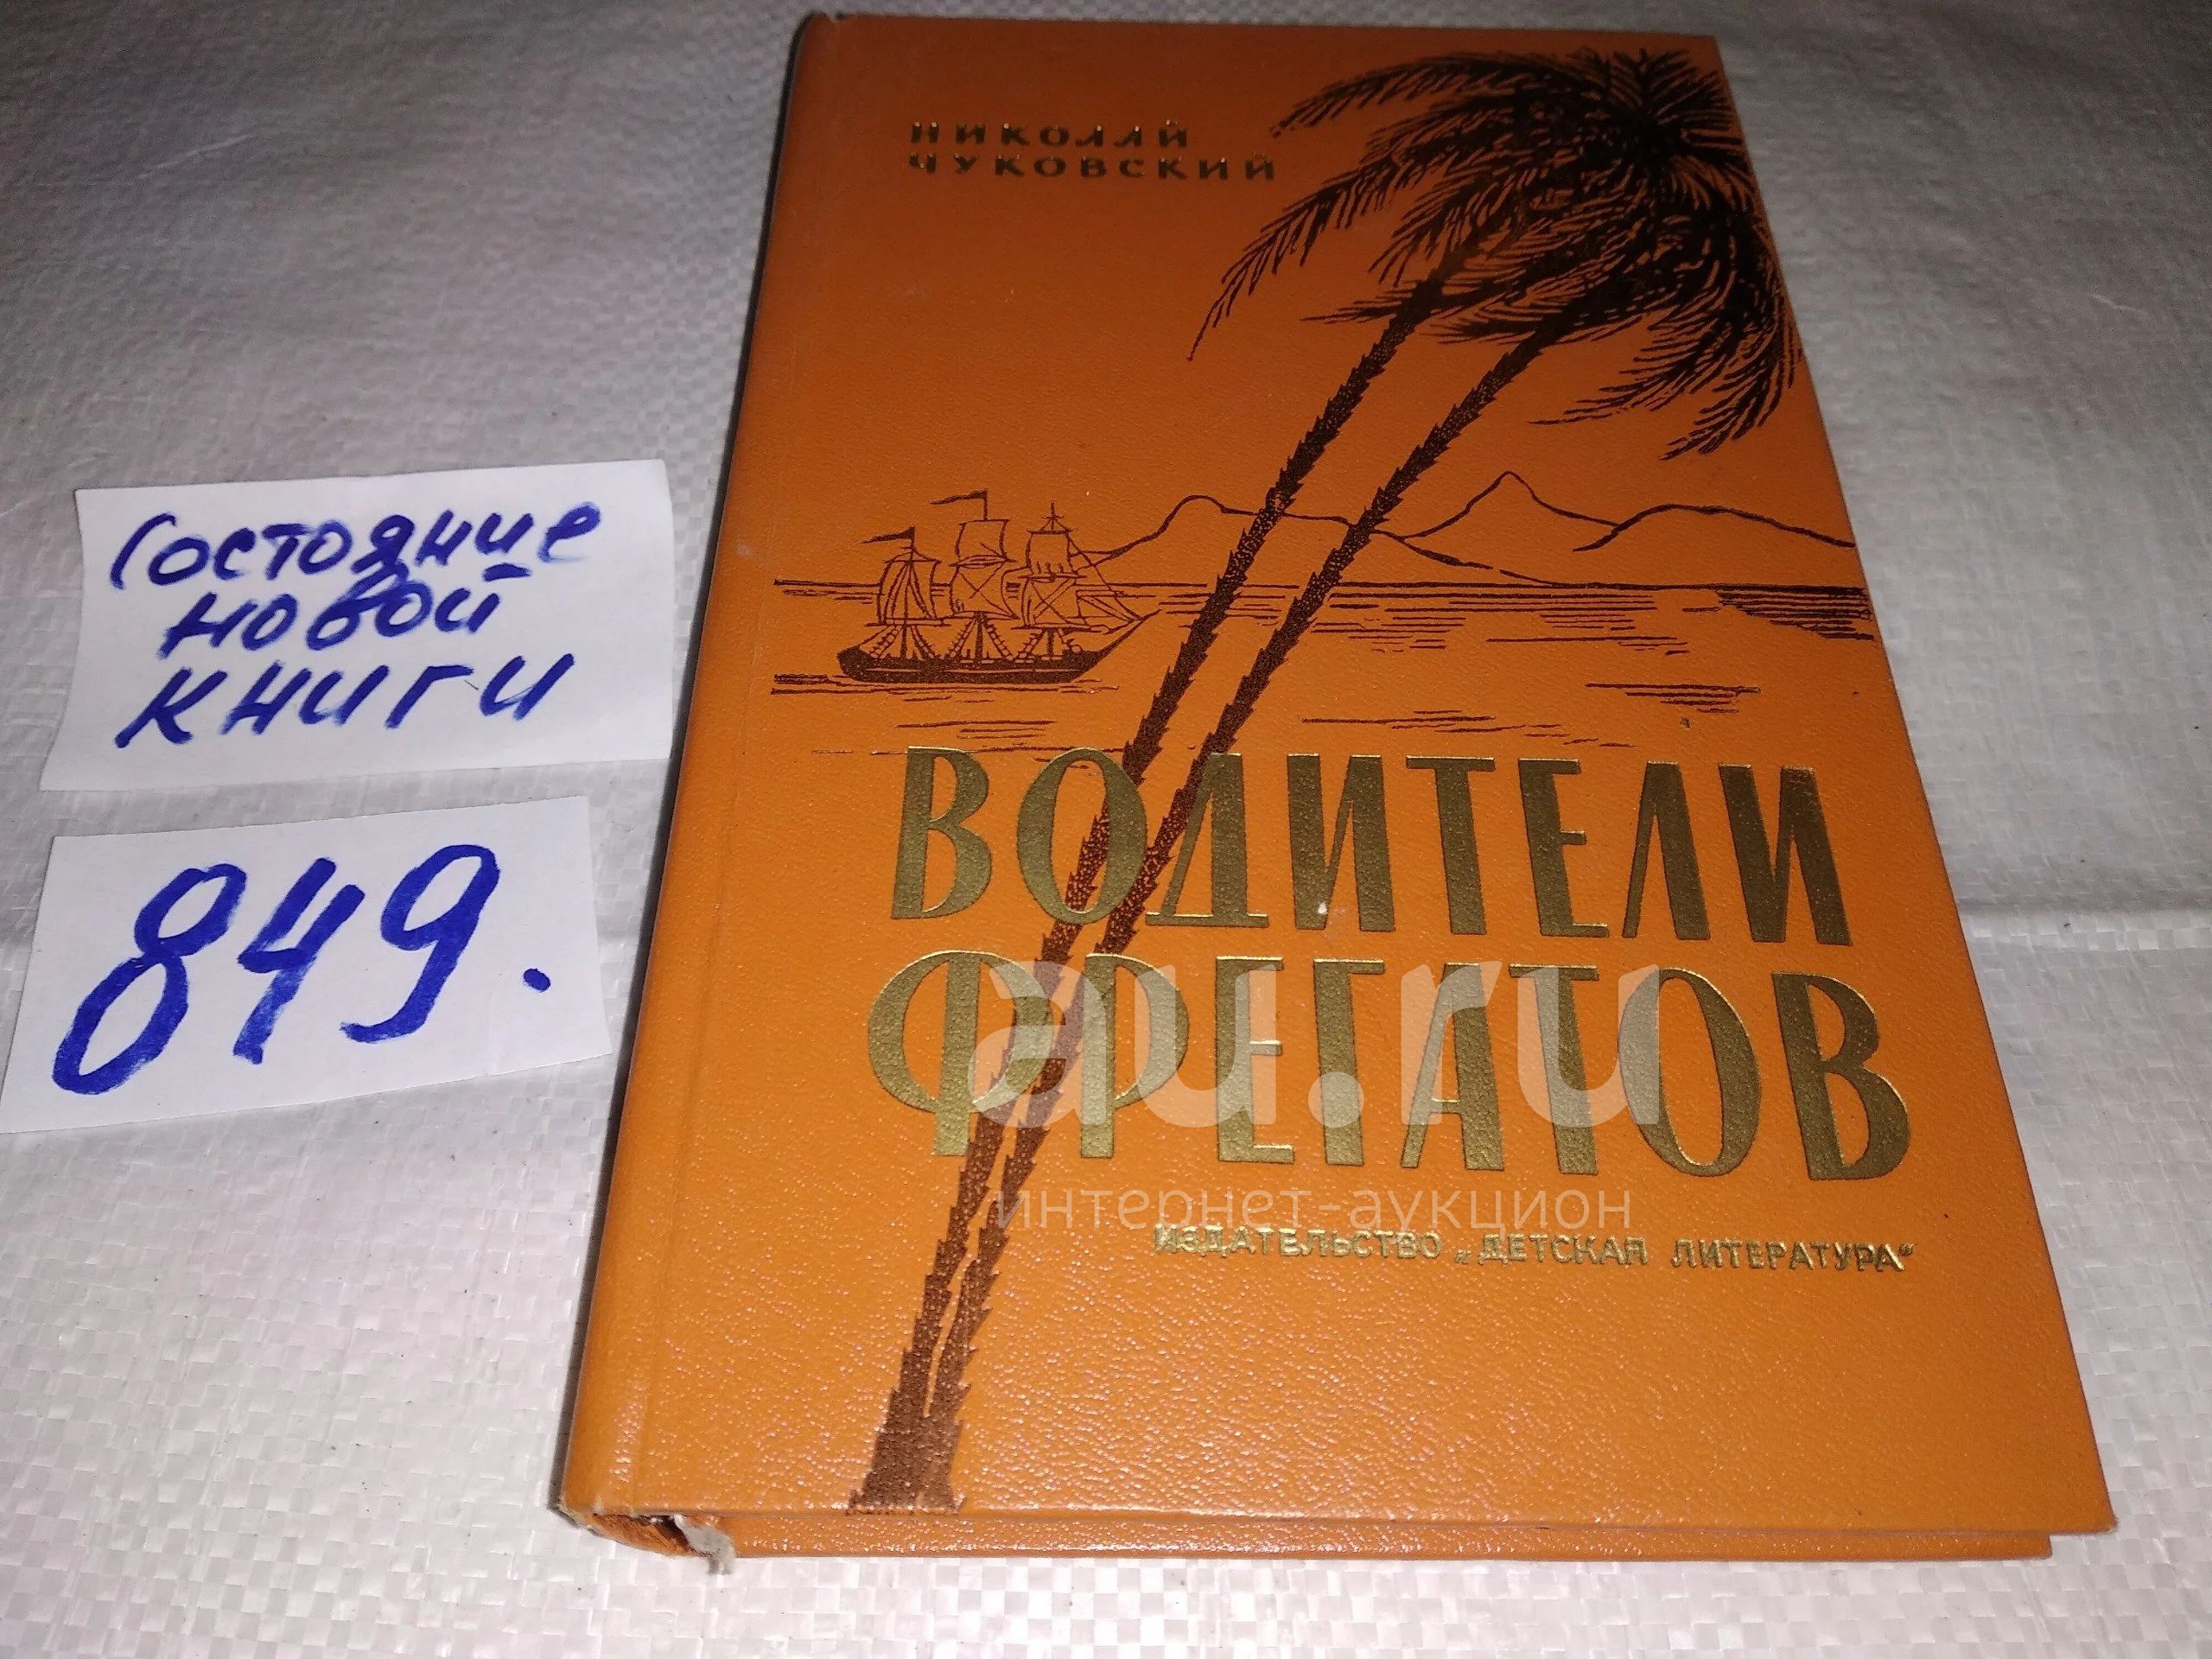 НИКОЛАЙ
ЧУКОВСКИЙ
ВОДИТЕЛИ
ФРЕГАТОВ
ИЗДАТЕЛЬСТВО „ДЕТСКАЯ ЛИТЕРАТУРА"
Состояние
новой
книги
849.
au.ru
интернет-аукцион